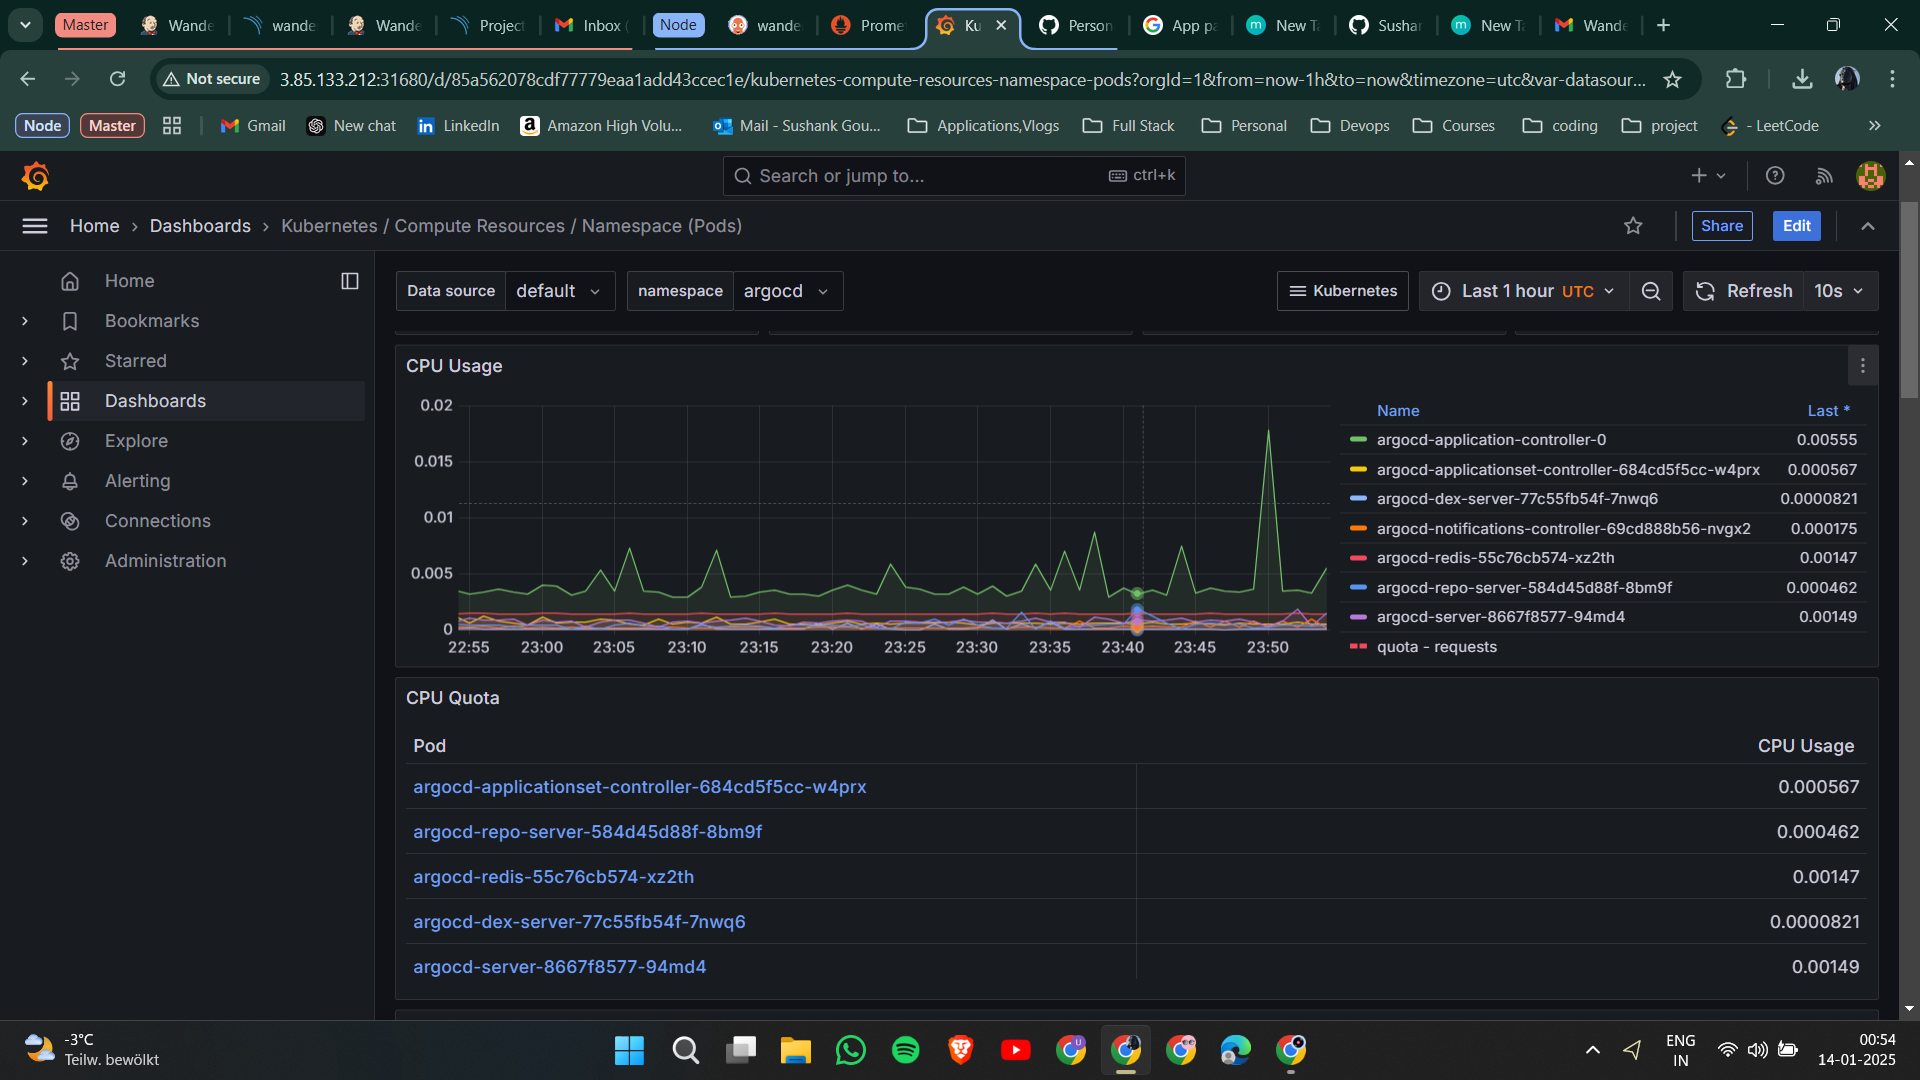 Master Wande wande Wande Project Inbox ( Node wande Prome Ku Person App pa New Ta Sushar New Ta Wande
Not secure 3.85.133.212:31680/d/85a562078cdf77779eaa1add43ccec1e/kubernetes-compute-resources-namespace-pods?orgId=1&from=now-1h&to=now&timezone=utc&var-datasour...
Node Master Gmail New chat LinkedIn Amazon High Volu... Mail - Sushank Gou... Applications,Vlogs Full Stack Personal Devops Courses coding project - LeetCode
Search or jump to... ctrl+k
Home Dashboards Kubernetes / Compute Resources / Namespace (Pods) Share Edit
Home
Bookmarks
Starred
Dashboards
Explore
Alerting
Connections
Administration
Data source default namespace argocd Kubernetes Last 1 hour UTC Refresh 10s
CPU Usage
0.02
0.015
0.01
0.005
0
22:55 23:00 23:05 23:10 23:15 23:20 23:25 23:30 23:35 23:40 23:45 23:50
Name Last *
argocd-application-controller-0 0.00555
argocd-applicationset-controller-684cd5f5cc-w4prx 0.000567
argocd-dex-server-77c55fb54f-7nwq6 0.0000821
argocd-notifications-controller-69cd888b56-nvgx2 0.000175
argocd-redis-55c76cb574-xz2th 0.00147
argocd-repo-server-584d45d88f-8bm9f 0.000462
argocd-server-8667f8577-94md4 0.00149
quota - requests
CPU Quota
Pod CPU Usage
argocd-applicationset-controller-684cd5f5cc-w4prx 0.000567
argocd-repo-server-584d45d88f-8bm9f 0.000462
argocd-redis-55c76cb574-xz2th 0.00147
argocd-dex-server-77c55fb54f-7nwq6 0.0000821
argocd-server-8667f8577-94md4 0.00149
-3°C
Teilw. bewölkt
ENG
IN
00:54
14-01-2025